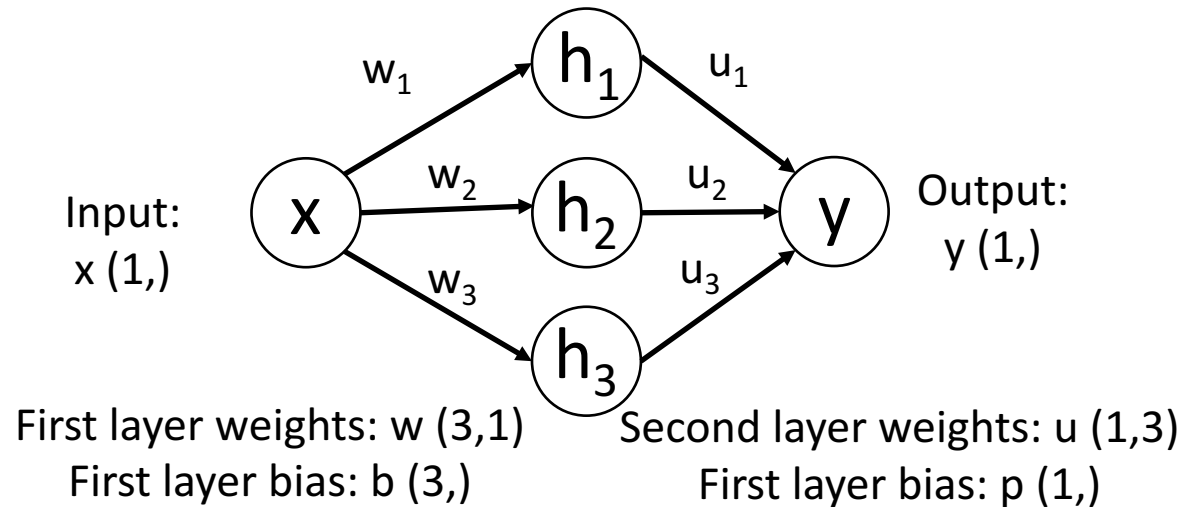 w₁
h₁
u₁
Input:
x (1,)
x
w₂
h₂
u₂
y
Output:
y (1,)
w₃
h₃
u₃
First layer weights: w (3,1)
First layer bias: b (3,)
Second layer weights: u (1,3)
First layer bias: p (1,)